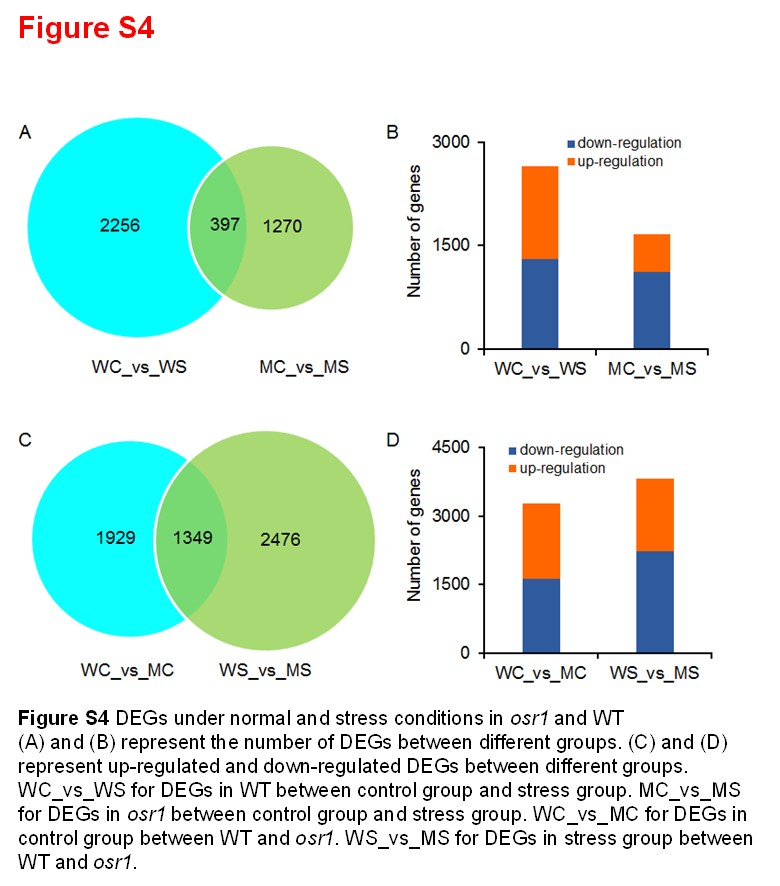 Figure S4
A
2256
397
1270
WC_vs_WS
MC_vs_MS
B
3000
1500
0
Number of genes
down-regulation
up-regulation
WC_vs_WS
MC_vs_MS
C
1929
1349
2476
WC_vs_MC
WS_vs_MS
D
4500
3000
1500
0
Number of genes
down-regulation
up-regulation
WC_vs_MC
WS_vs_MS
Figure S4 DEGs under normal and stress conditions in osr1 and WT
(A) and (B) represent the number of DEGs between different groups. (C) and (D)
represent up-regulated and down-regulated DEGs between different groups.
WC_vs_WS for DEGs in WT between control group and stress group. MC_vs_MS
for DEGs in osr1 between control group and stress group. WC_vs_MC for DEGs in
control group between WT and osr1. WS_vs_MS for DEGs in stress group between
WT and osr1.